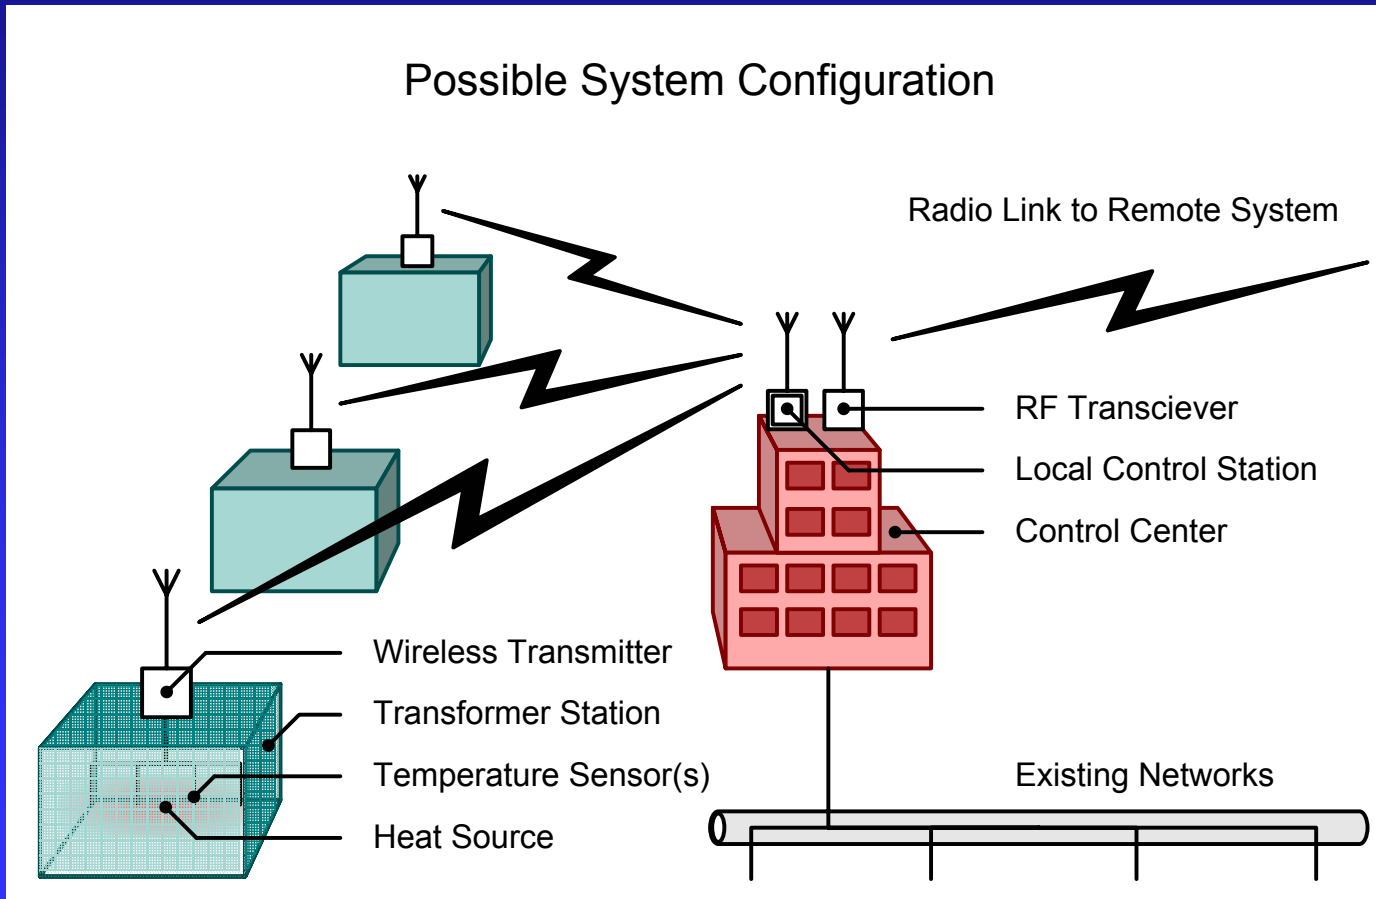 Possible System Configuration
Radio Link to Remote System
RF Transciever
Local Control Station
Control Center
Wireless Transmitter
Transformer Station
Temperature Sensor(s)
Heat Source
Existing Networks